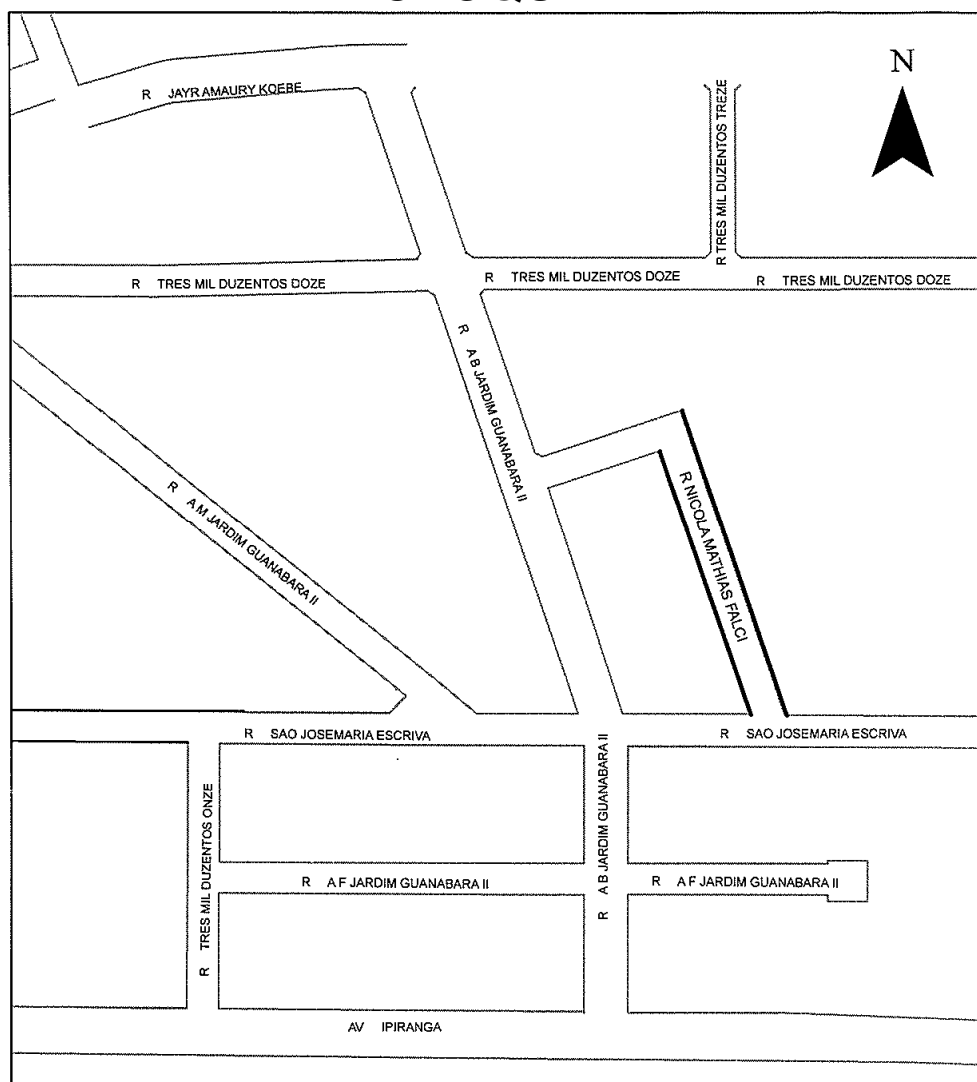 N
R JAYR AMAURY KOEBE
R TRES MIL DUZENTOS TREZE
R TRES MIL DUZENTOS DOZE
R TRES MIL DUZENTOS DOZE
R TRES MIL DUZENTOS DOZE
R A B JARDIM GUANABARA II
R NICOLA MATHIAS FALCI
R A M JARDIM GUANABARA II
R SAO JOSEMARIA ESCRIVA
R SAO JOSEMARIA ESCRIVA
R TRES MIL DUZENTOS ONZE
R A B JARDIM GUANABARA II
R A F JARDIM GUANABARA II
R A F JARDIM GUANABARA II
AV IPIRANGA